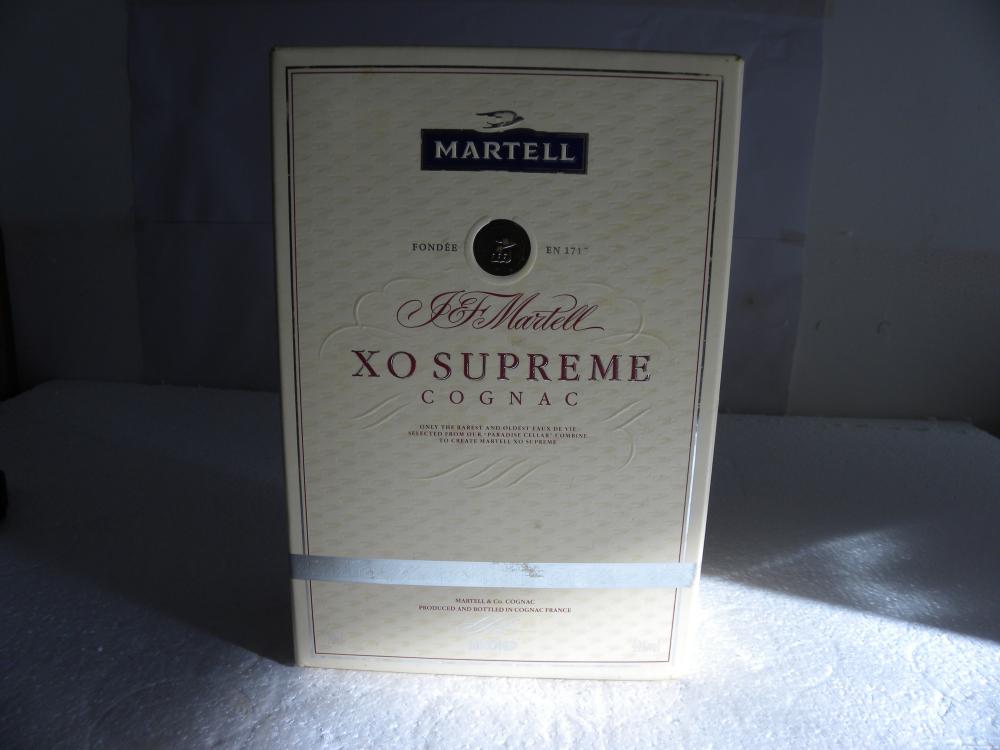 MARTELL
FONDÉE EN 171
J&F Martell
XO SUPREME
COGNAC
ONLY THE RAREST AND OLDEST EAUX DE VIE
SELECTED FROM OUR "PARADISE CELLAR" COMBINE
TO CREATE MARTELL XO SUPREME
MARTELL & Co. COGNAC
PRODUCED AND BOTTLED IN COGNAC FRANCE